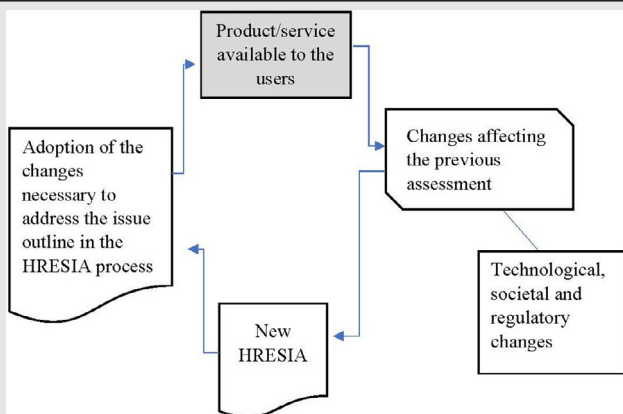 Product/service
available to the
users
Changes affecting
the previous
assessment
Technological,
societal and
regulatory
changes
New
HRESIA
Adoption of the
changes
necessary to
address the issue
outline in the
HRESIA process